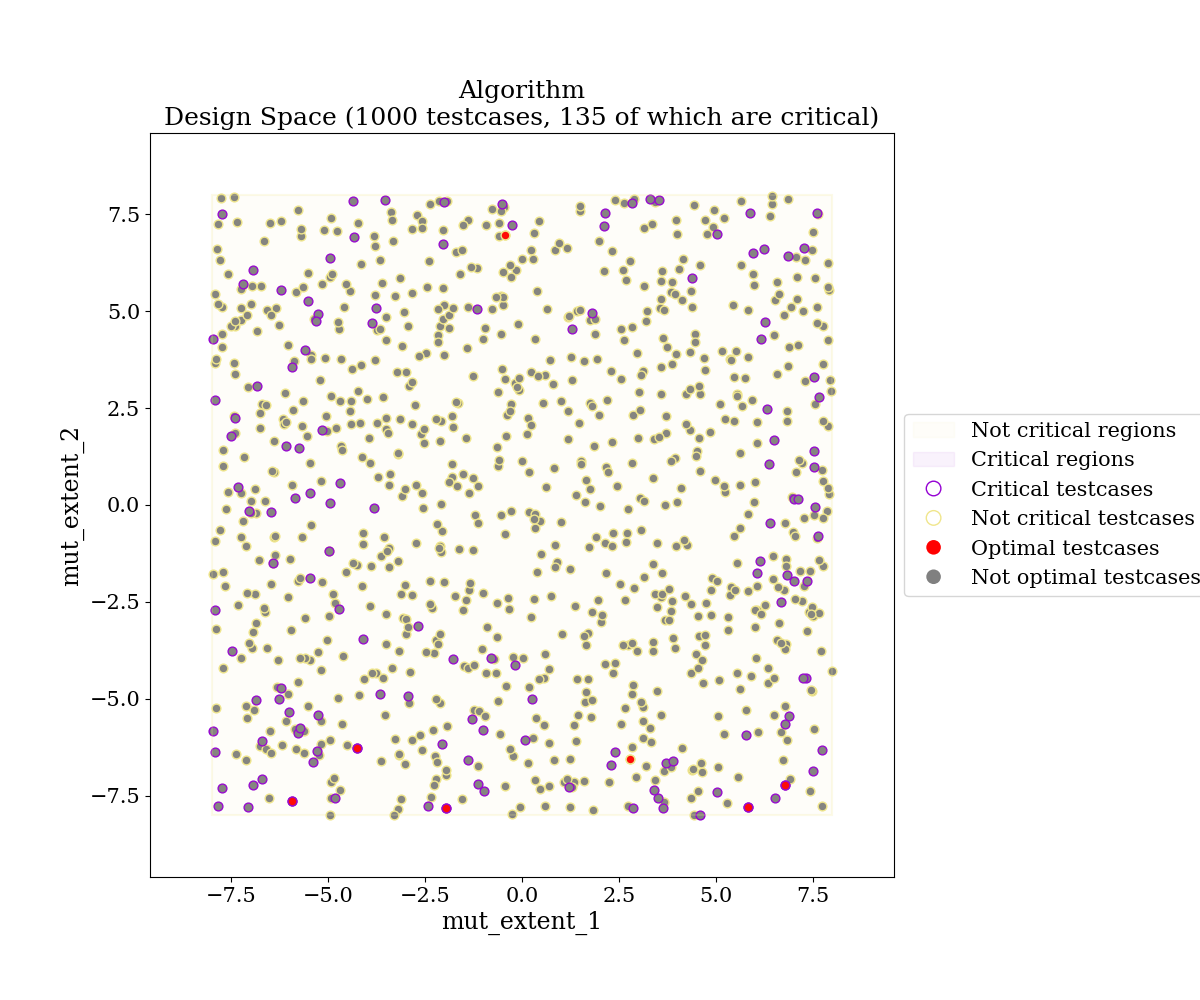 Algorithm
Design Space (1000 testcases, 135 of which are critical)
7.5
5.0
2.5
0.0
−2.5
−5.0
−7.5
mut_extent_2
−7.5 −5.0 −2.5 0.0 2.5 5.0 7.5
mut_extent_1
Not critical regions
Critical regions
Critical testcases
Not critical testcases
Optimal testcases
Not optimal testcases